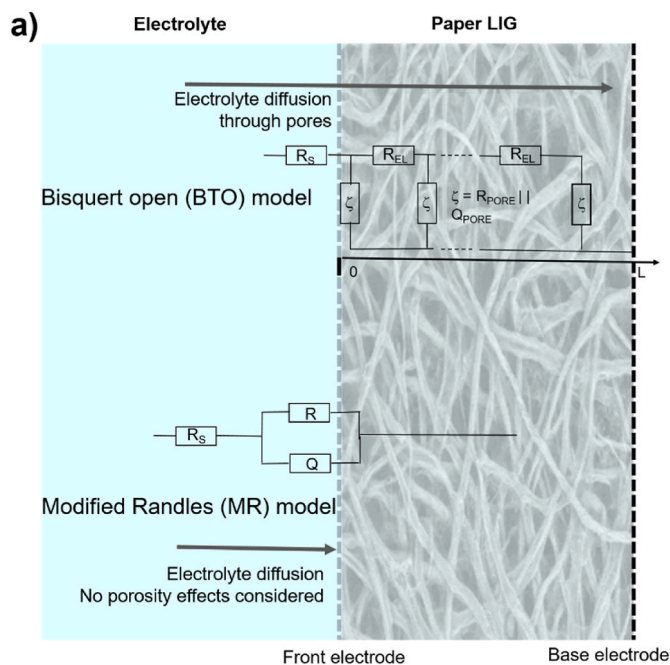 a)
Electrolyte
Paper LIG
Electrolyte diffusion
through pores
R_S
R_EL
R_EL
Bisquert open (BTO) model
ζ
ζ
ζ = R_PORE ||
Q_PORE
ζ
0
L
R
R_S
Q
Modified Randles (MR) model
Electrolyte diffusion
No porosity effects considered
Front electrode
Base electrode